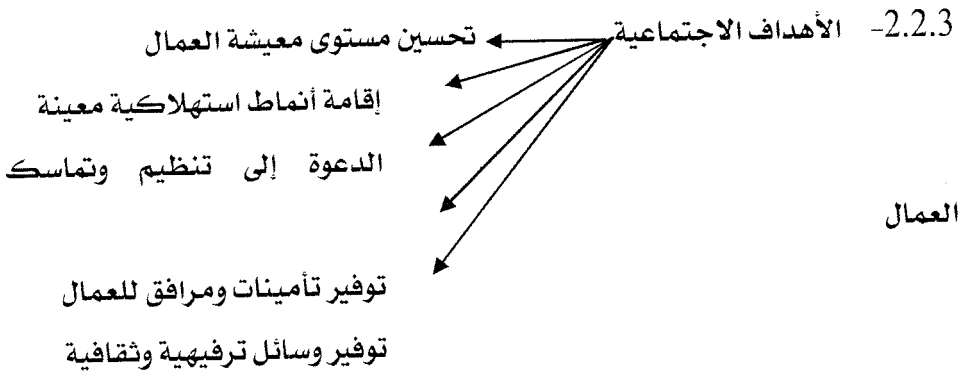 2.2.3- الأهداف الاجتماعية تحسين مستوى معيشة العمال
إقامة أنماط استهلاكية معينة
الدعوة إلى تنظيم وتماسك
العمال
توفير تأمينات ومرافق للعمال
توفير وسائل ترفيهية وثقافية